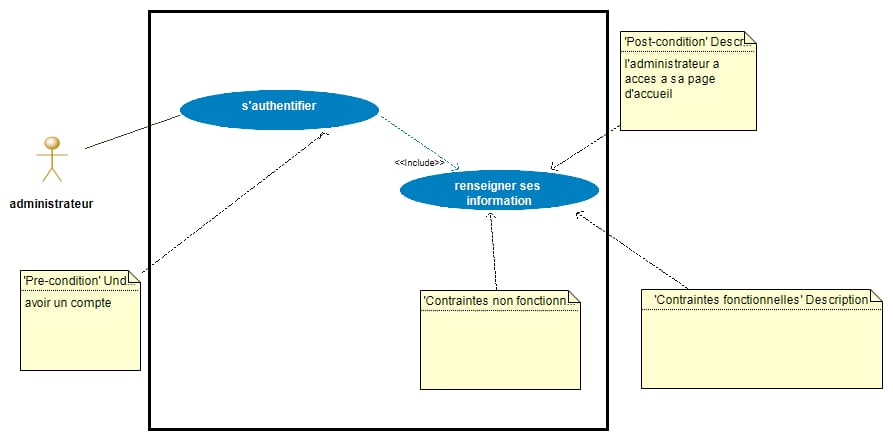 'Post-condition' Descr...
l'administrateur a
acces a sa page
d'accueil
s'authentifier
<<Include>>
renseigner ses
information
administrateur
'Pre-condition' Und...
avoir un compte
'Contraintes non fonctionn...
'Contraintes fonctionnelles' Description